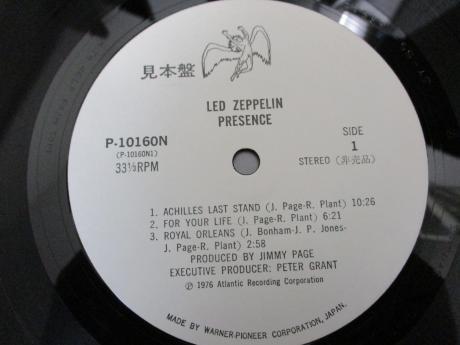 見本盤
LED ZEPPELIN
PRESENCE
P-10160N
(P-10160N1)
33⅓RPM
SIDE
1
STEREO (非売品)
1. ACHILLES LAST STAND (J. Page-R. Plant) 10:26
2. FOR YOUR LIFE (J. Page-R. Plant) 6:21
3. ROYAL ORLEANS (J. Bonham-J. P. Jones-
J. Page-R. Plant) 2:58
PRODUCED BY JIMMY PAGE
EXECUTIVE PRODUCER: PETER GRANT
Ⓟ 1976 Atlantic Recording Corporation
MADE BY WARNER-PIONEER CORPORATION, JAPAN.